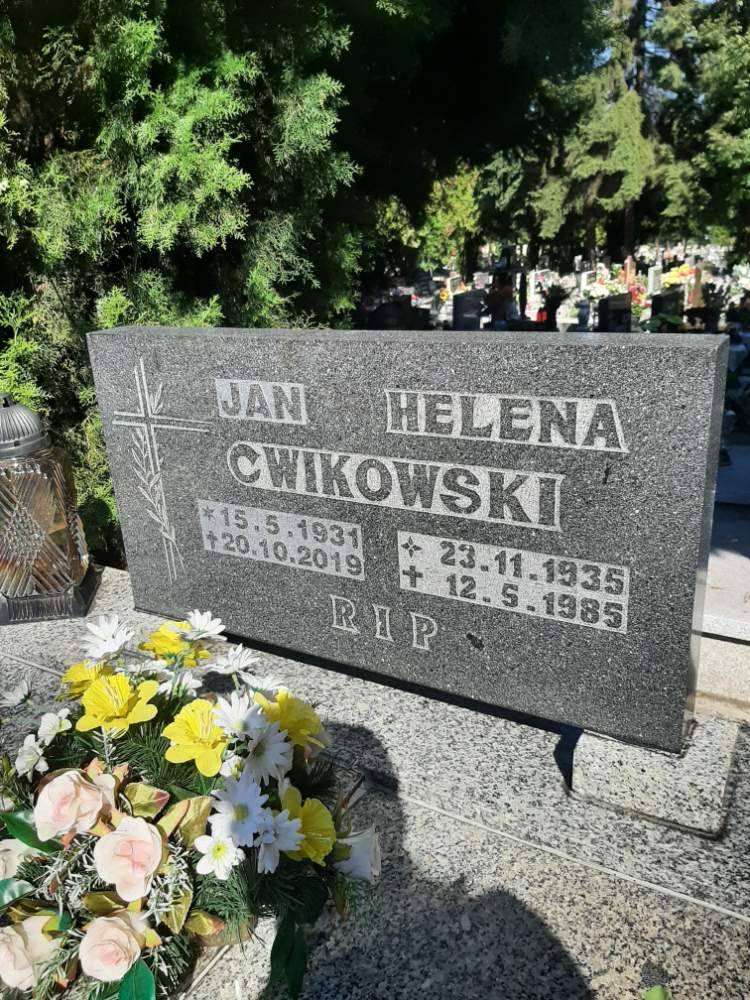 JAN HELENA
CWIKOWSKI
*15.5.1931 ✧ 23.11.1935
✝20.10.2019 ✝ 12.5.1985
RIP